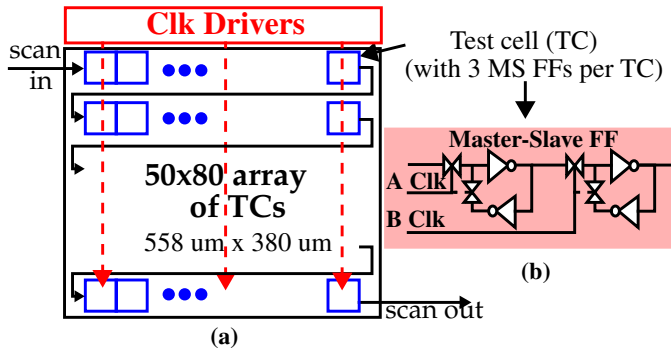 Clk Drivers
scan
in
Test cell (TC)
(with 3 MS FFs per TC)
Master-Slave FF
A Clk
B Clk
50x80 array
of TCs
558 um x 380 um
scan out
(a)
(b)